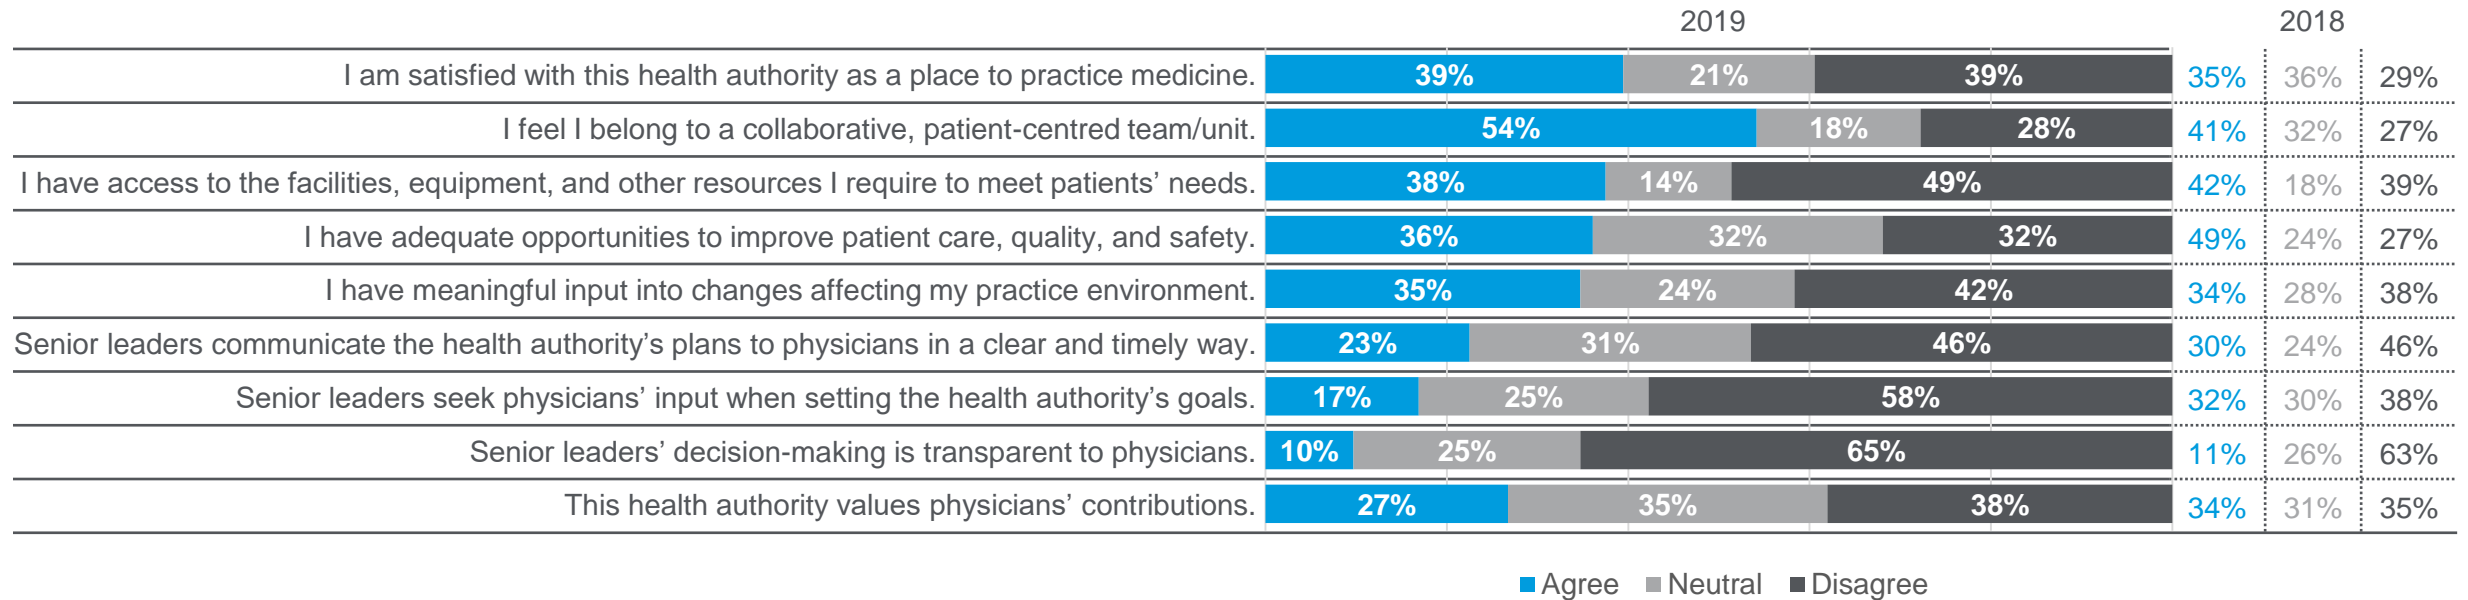 2019 2018
I am satisfied with this health authority as a place to practice medicine. 39% 21% 39% 35% 36% 29%
I feel I belong to a collaborative, patient-centred team/unit. 54% 18% 28% 41% 32% 27%
I have access to the facilities, equipment, and other resources I require to meet patients’ needs. 38% 14% 49% 42% 18% 39%
I have adequate opportunities to improve patient care, quality, and safety. 36% 32% 32% 49% 24% 27%
I have meaningful input into changes affecting my practice environment. 35% 24% 42% 34% 28% 38%
Senior leaders communicate the health authority’s plans to physicians in a clear and timely way. 23% 31% 46% 30% 24% 46%
Senior leaders seek physicians’ input when setting the health authority’s goals. 17% 25% 58% 32% 30% 38%
Senior leaders’ decision-making is transparent to physicians. 10% 25% 65% 11% 26% 63%
This health authority values physicians’ contributions. 27% 35% 38% 34% 31% 35%
Agree Neutral Disagree